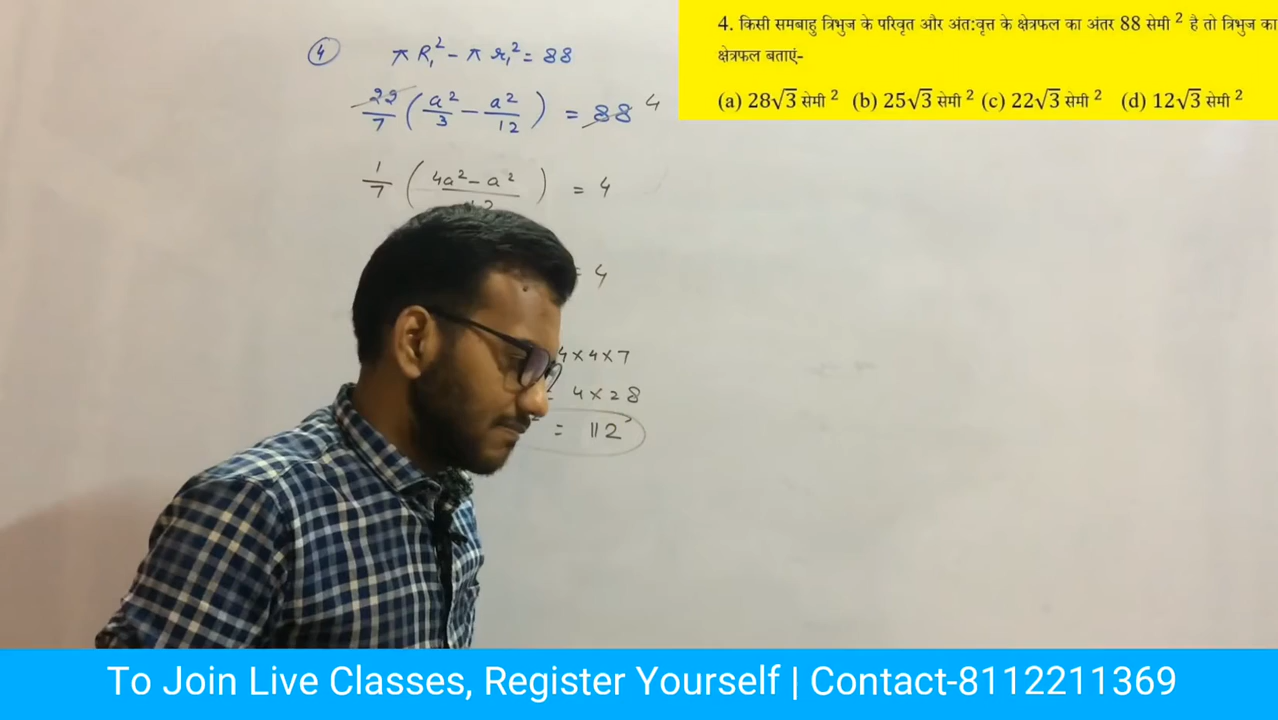 4. किसी समबाहु त्रिभुज के परिवृत और अंत:वृत्त के क्षेत्रफल का अंतर 88 सेमी ² है तो त्रिभुज का
क्षेत्रफल बताएं-
(a) 28√3 सेमी ² (b) 25√3 सेमी ² (c) 22√3 सेमी ² (d) 12√3 सेमी ²
④ π R₁² - π r₁² = 88
22/7 ( a²/3 - a²/12 ) = 88 4
1/7 ( 4a² - a² ) = 4
= 4
4 × 4 × 7
= 4 × 28
= 112
To Join Live Classes, Register Yourself | Contact-8112211369